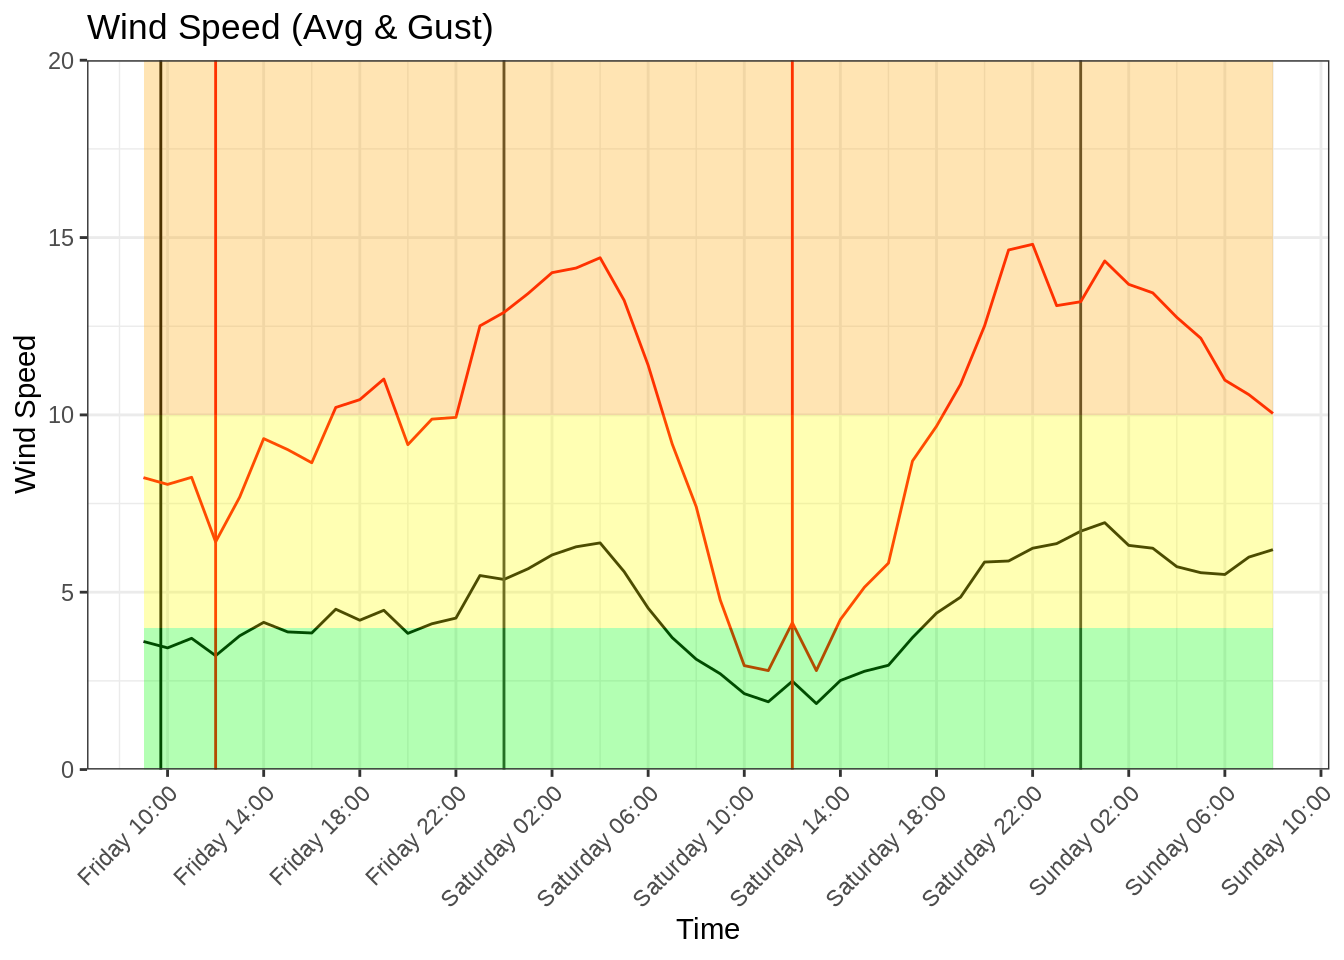 Wind Speed (Avg & Gust)
20
15
10
5
0
Wind Speed
Friday 10:00
Friday 14:00
Friday 18:00
Friday 22:00
Saturday 02:00
Saturday 06:00
Saturday 10:00
Saturday 14:00
Saturday 18:00
Saturday 22:00
Sunday 02:00
Sunday 06:00
Sunday 10:00
Time